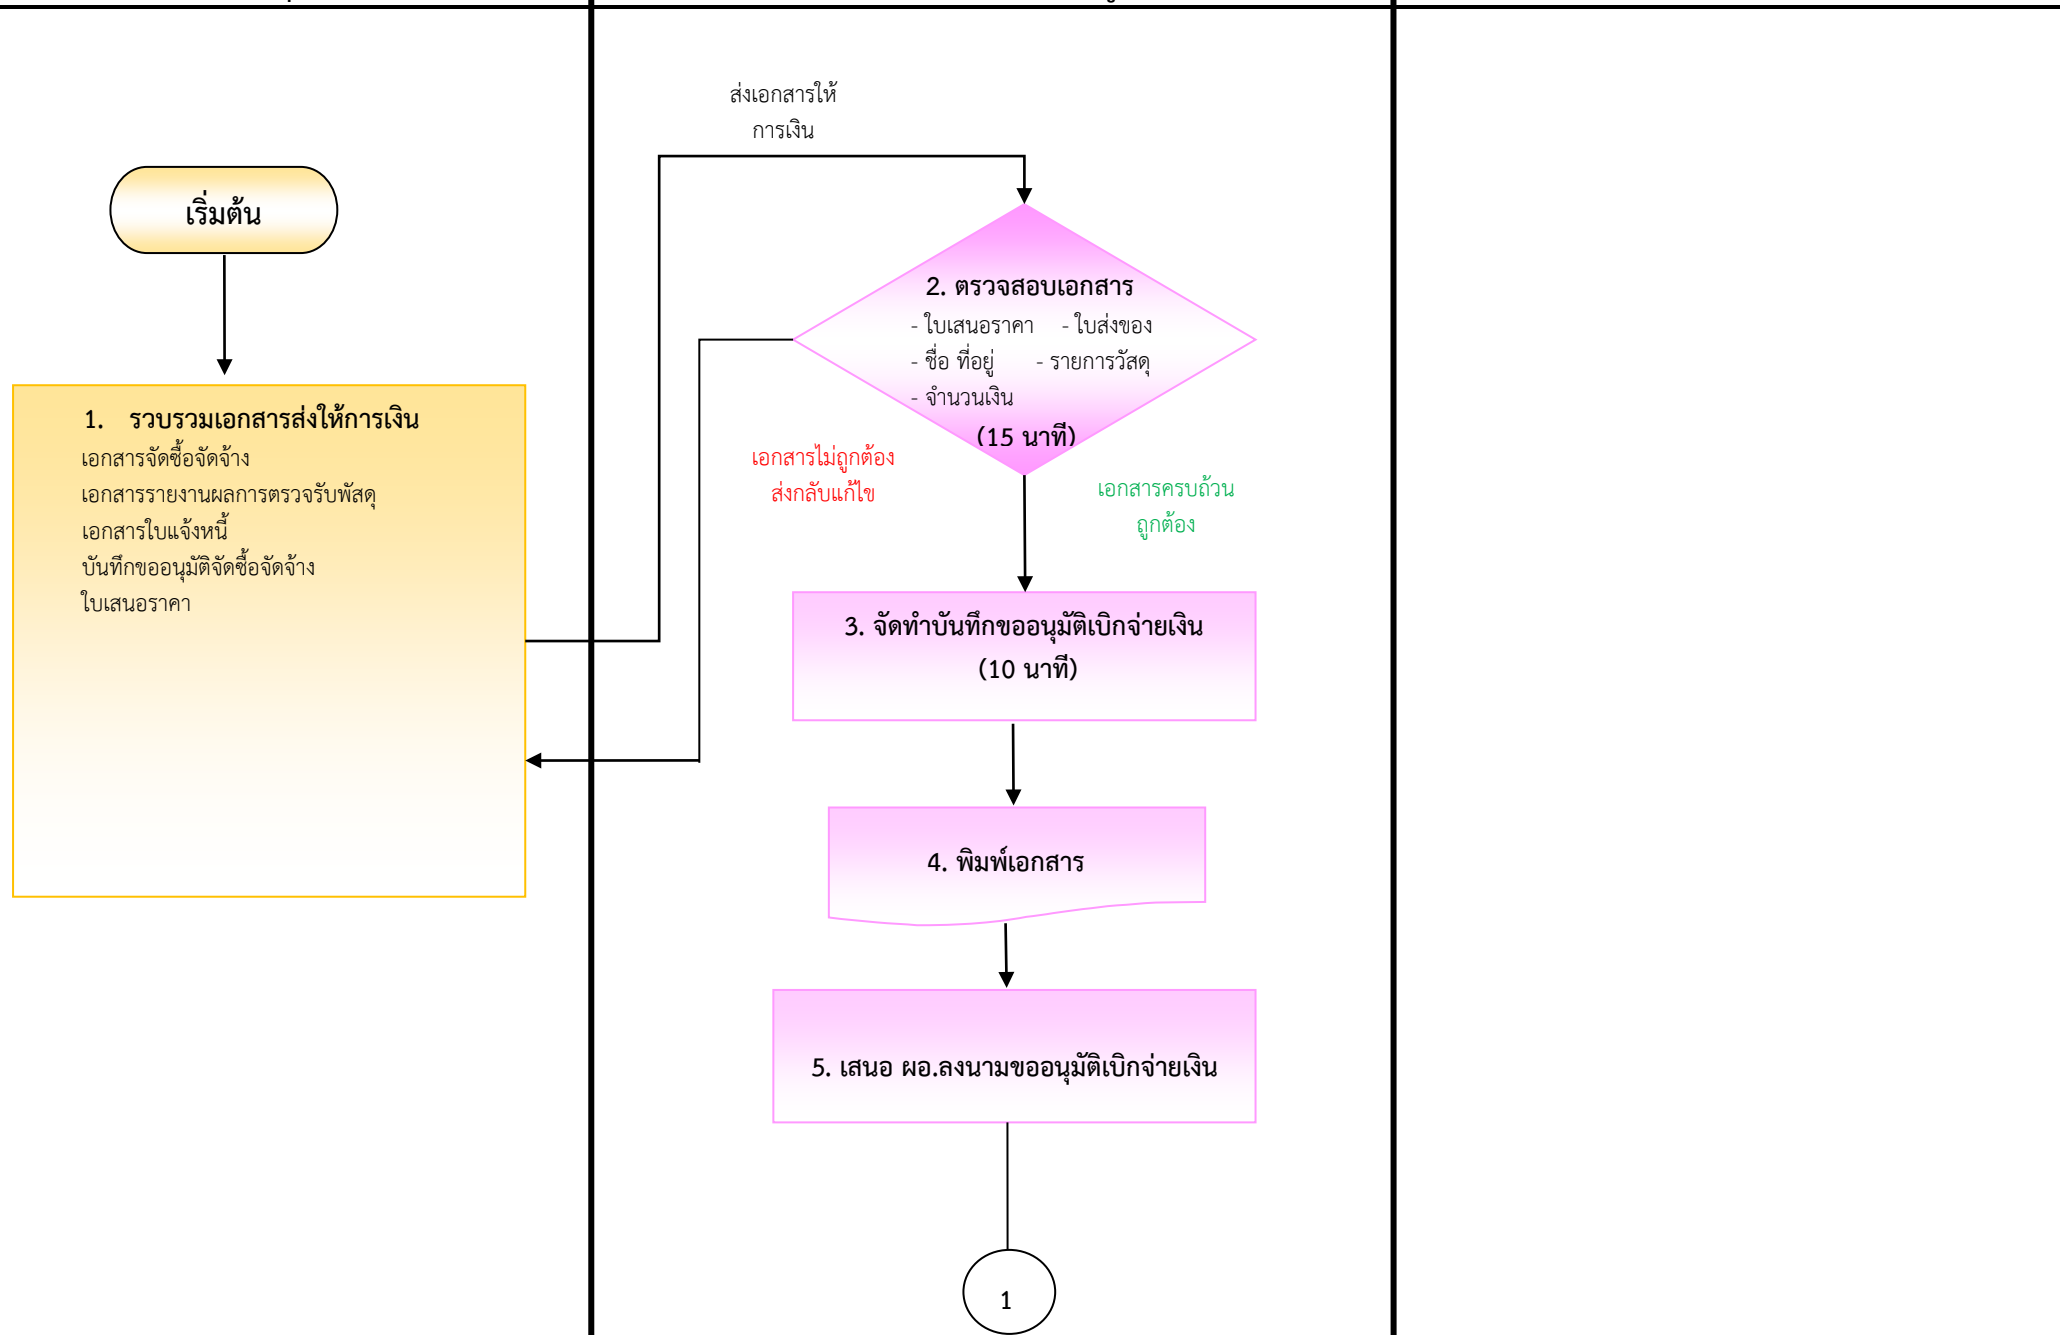 เริ่มต้น
1. รวบรวมเอกสารส่งให้การเงิน
เอกสารจัดซื้อจัดจ้าง
เอกสารรายงานผลการตรวจรับพัสดุ
เอกสารใบแจ้งหนี้
บันทึกขออนุมัติจัดซื้อจัดจ้าง
ใบเสนอราคา
ส่งเอกสารให้
การเงิน
2. ตรวจสอบเอกสาร
- ใบเสนอราคา - ใบส่งของ
- ชื่อ ที่อยู่ - รายการวัสดุ
- จำนวนเงิน
(15 นาที)
เอกสารไม่ถูกต้อง
ส่งกลับแก้ไข
เอกสารครบถ้วน
ถูกต้อง
3. จัดทำบันทึกขออนุมัติเบิกจ่ายเงิน
(10 นาที)
4. พิมพ์เอกสาร
5. เสนอ ผอ.ลงนามขออนุมัติเบิกจ่ายเงิน
1